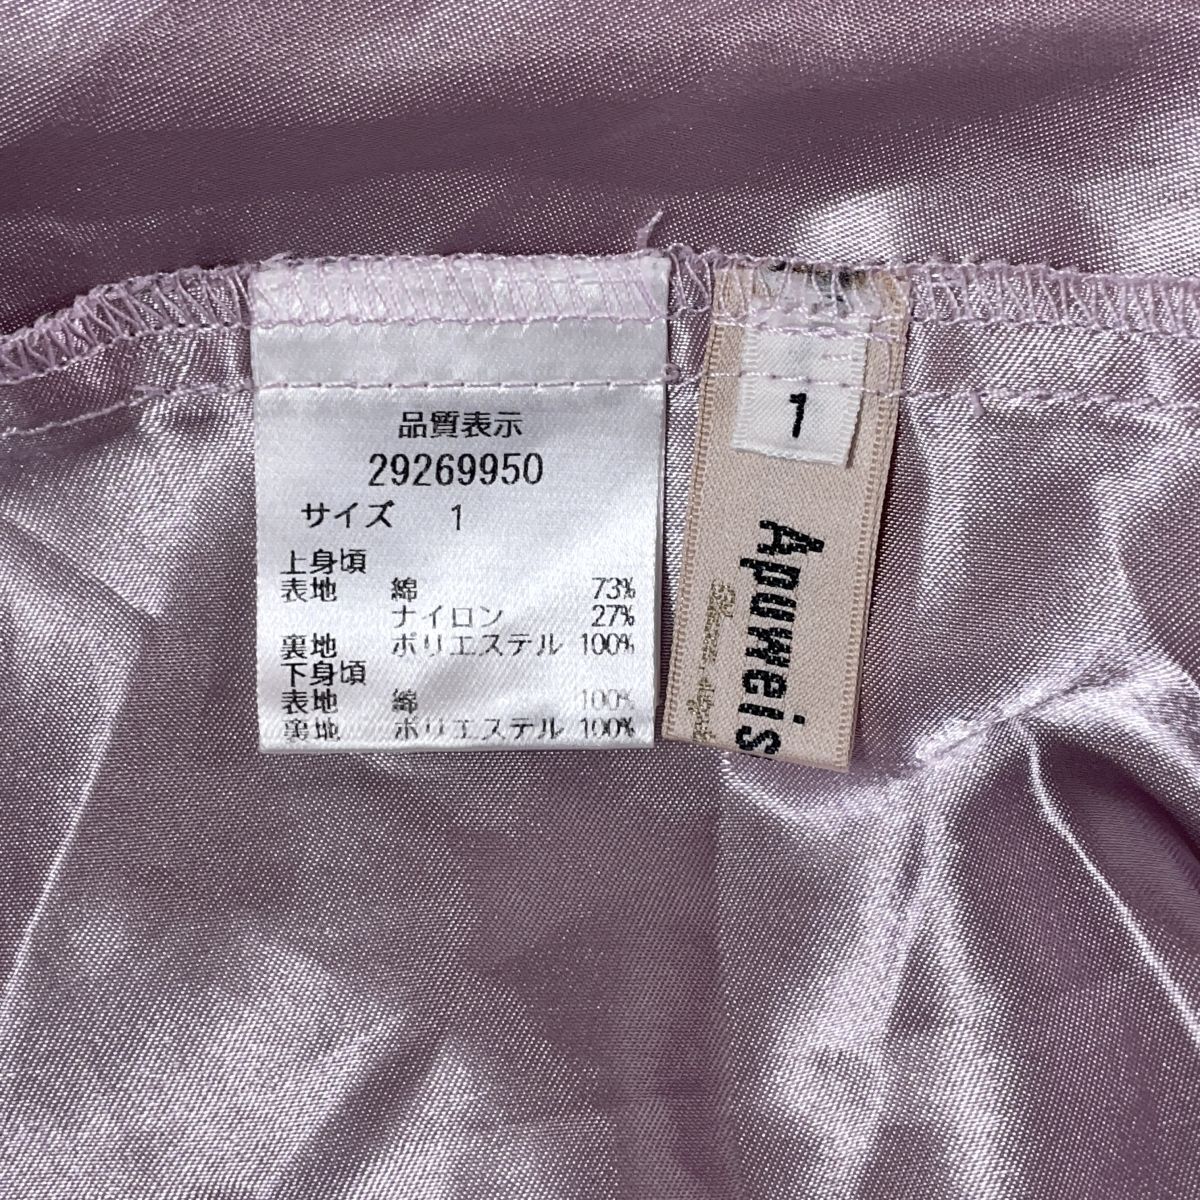 品質表示
29269950
サイズ 1
上身頃
表地 綿 73%
ナイロン 27%
裏地 ポリエステル 100%
下身頃
表地 綿 100%
裏地 ポリエステル 100%
1
Apuweis